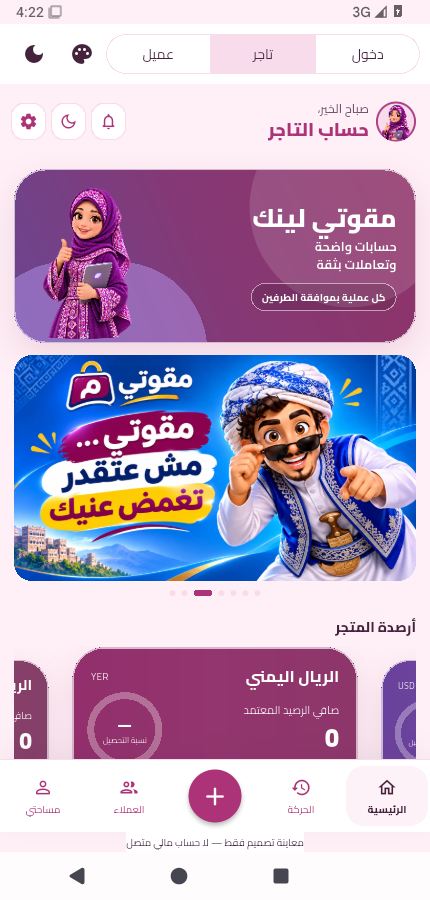 4:22
3G
دخول
تاجر
عميل
صباح الخير،
حساب التاجر
مقوتي لينك
حسابات واضحة
وتعاملات بثقة
كل عملية بموافقة الطرفين
مقوتي
مقوتي...
مش عتقدر
تغمض عنيك
أرصدة المتجر
الريال اليمني
YER
USD
صافي الرصيد المعتمد
0
0
نسبة التحصيل
الرئيسية
الحركة
العملاء
مساحتي
معاينة تصميم فقط — لا حساب مالي متصل